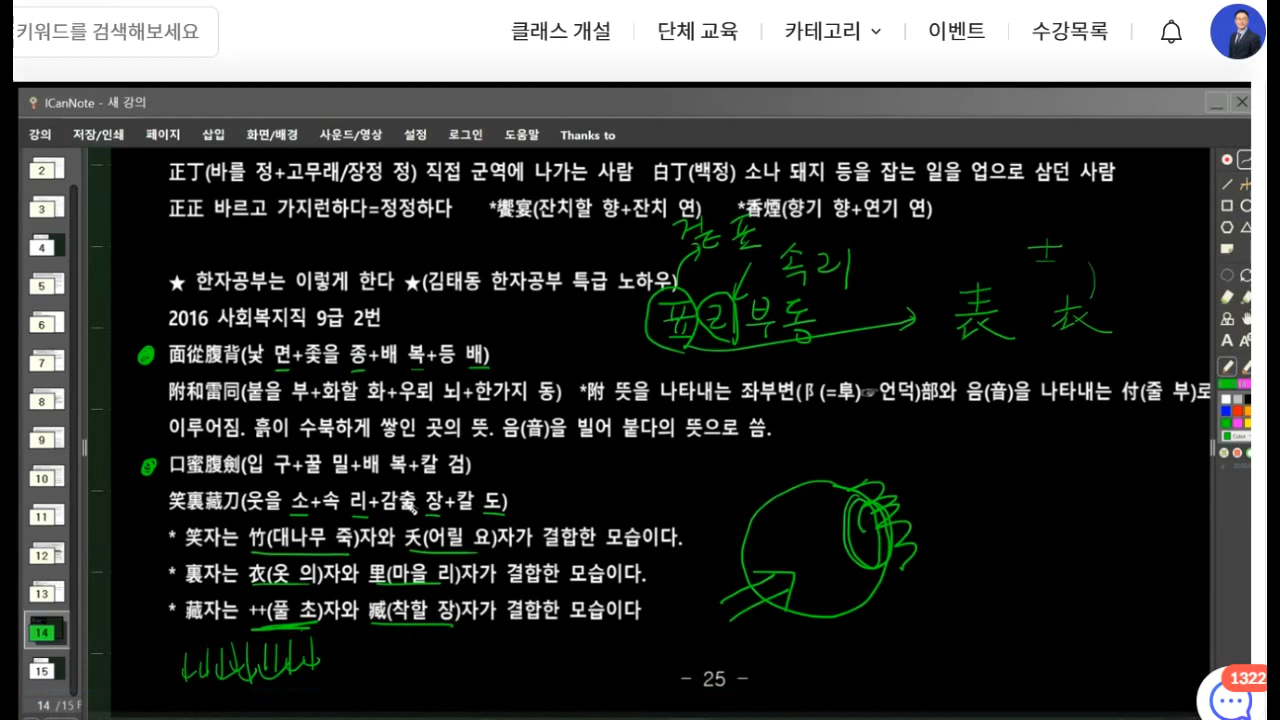 키워드를 검색해보세요
클래스 개설 단체 교육 카테고리 이벤트 수강목록
ICanNote - 새 강의
강의 저장/인쇄 페이지 삽입 화면/배경 사운드/영상 설정 로그인 도움말 Thanks to
正丁(바를 정+고무래/장정 정) 직접 군역에 나가는 사람 白丁(백정) 소나 돼지 등을 잡는 일을 업으로 삼던 사람
正正 바르고 가지런하다=정정하다 *饗宴(잔치할 향+잔치 연) *香煙(향기 향+연기 연)
겉 표
속 리
土
★ 한자공부는 이렇게 한다 ★(김태동 한자공부 특급 노하우)
2016 사회복지직 9급 2번
표리부동 表 衣
面從腹背(낯 면+좇을 종+배 복+등 배)
附和雷同(붙을 부+화할 화+우뢰 뇌+한가지 동) *附 뜻을 나타내는 좌부변(阝(=阜)☞언덕)部와 음(音)을 나타내는 付(줄 부)로
이루어짐. 흙이 수북하게 쌓인 곳의 뜻. 음(音)을 빌어 붙다의 뜻으로 씀.
口蜜腹劍(입 구+꿀 밀+배 복+칼 검)
笑裏藏刀(웃을 소+속 리+감출 장+칼 도)
* 笑자는 竹(대나무 죽)자와 夭(어릴 요)자가 결합한 모습이다.
* 裏자는 衣(옷 의)자와 里(마을 리)자가 결합한 모습이다.
* 藏자는 ++(풀 초)자와 臧(착할 장)자가 결합한 모습이다
- 25 -
2
3
4
5
6
7
8
9
10
11
12
13
14
15
14 /15
Color
1322